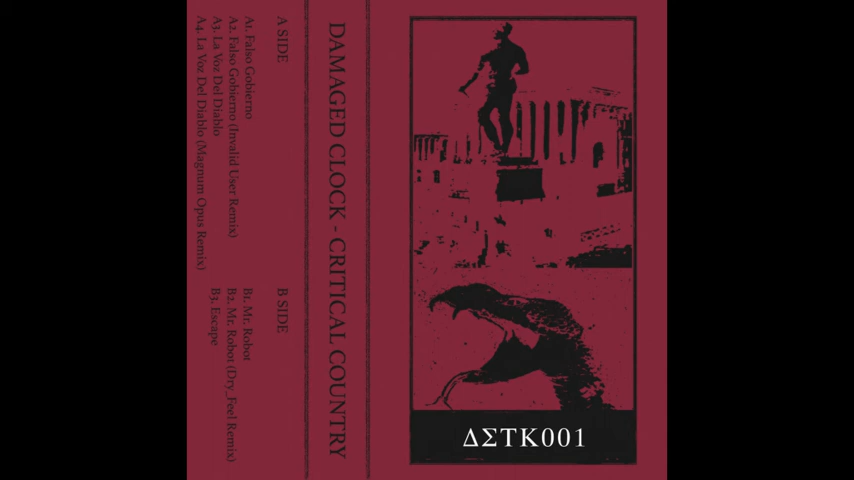 A SIDE
A1. Falso Gobierno
A2. Falso Gobierno (Invalid User Remix)
A3. La Voz Del Diablo
A4. La Voz Del Diablo (Magnum Opus Remix)
B SIDE
B1. Mr. Robot
B2. Mr. Robot (Dry_Feel Remix)
B3. Escape
DAMAGED CLOCK - CRITICAL COUNTRY
ΔΣTK001